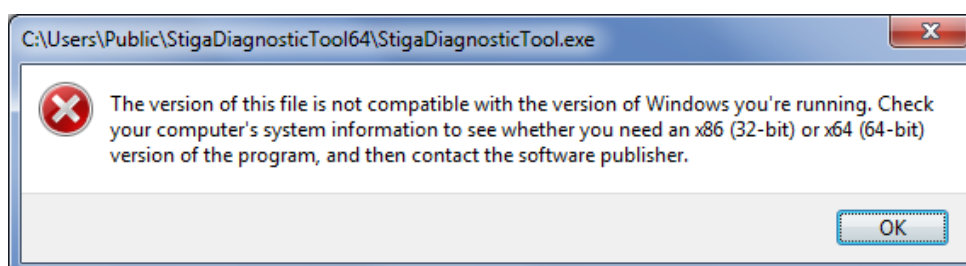 C:\Users\Public\StigaDiagnosticTool64\StigaDiagnosticTool.exe
The version of this file is not compatible with the version of Windows you're running. Check
your computer's system information to see whether you need an x86 (32-bit) or x64 (64-bit)
version of the program, and then contact the software publisher.
OK